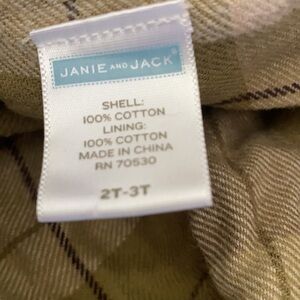 JANIE AND JACK
SHELL:
100% COTTON
LINING:
100% COTTON
MADE IN CHINA
RN 70530
2T-3T